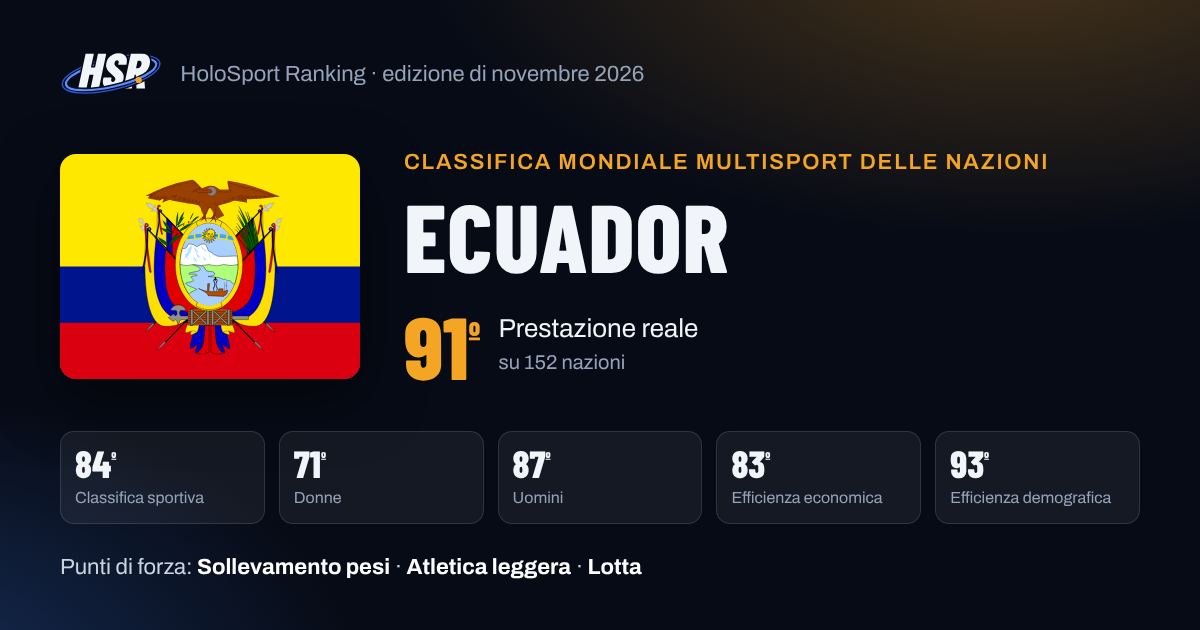 HSR
HoloSport Ranking · edizione di novembre 2026
CLASSIFICA MONDIALE MULTISPORT DELLE NAZIONI
ECUADOR
91º
Prestazione reale
su 152 nazioni
84º
Classifica sportiva
71º
Donne
87º
Uomini
83º
Efficienza economica
93º
Efficienza demografica
Punti di forza: Sollevamento pesi · Atletica leggera · Lotta